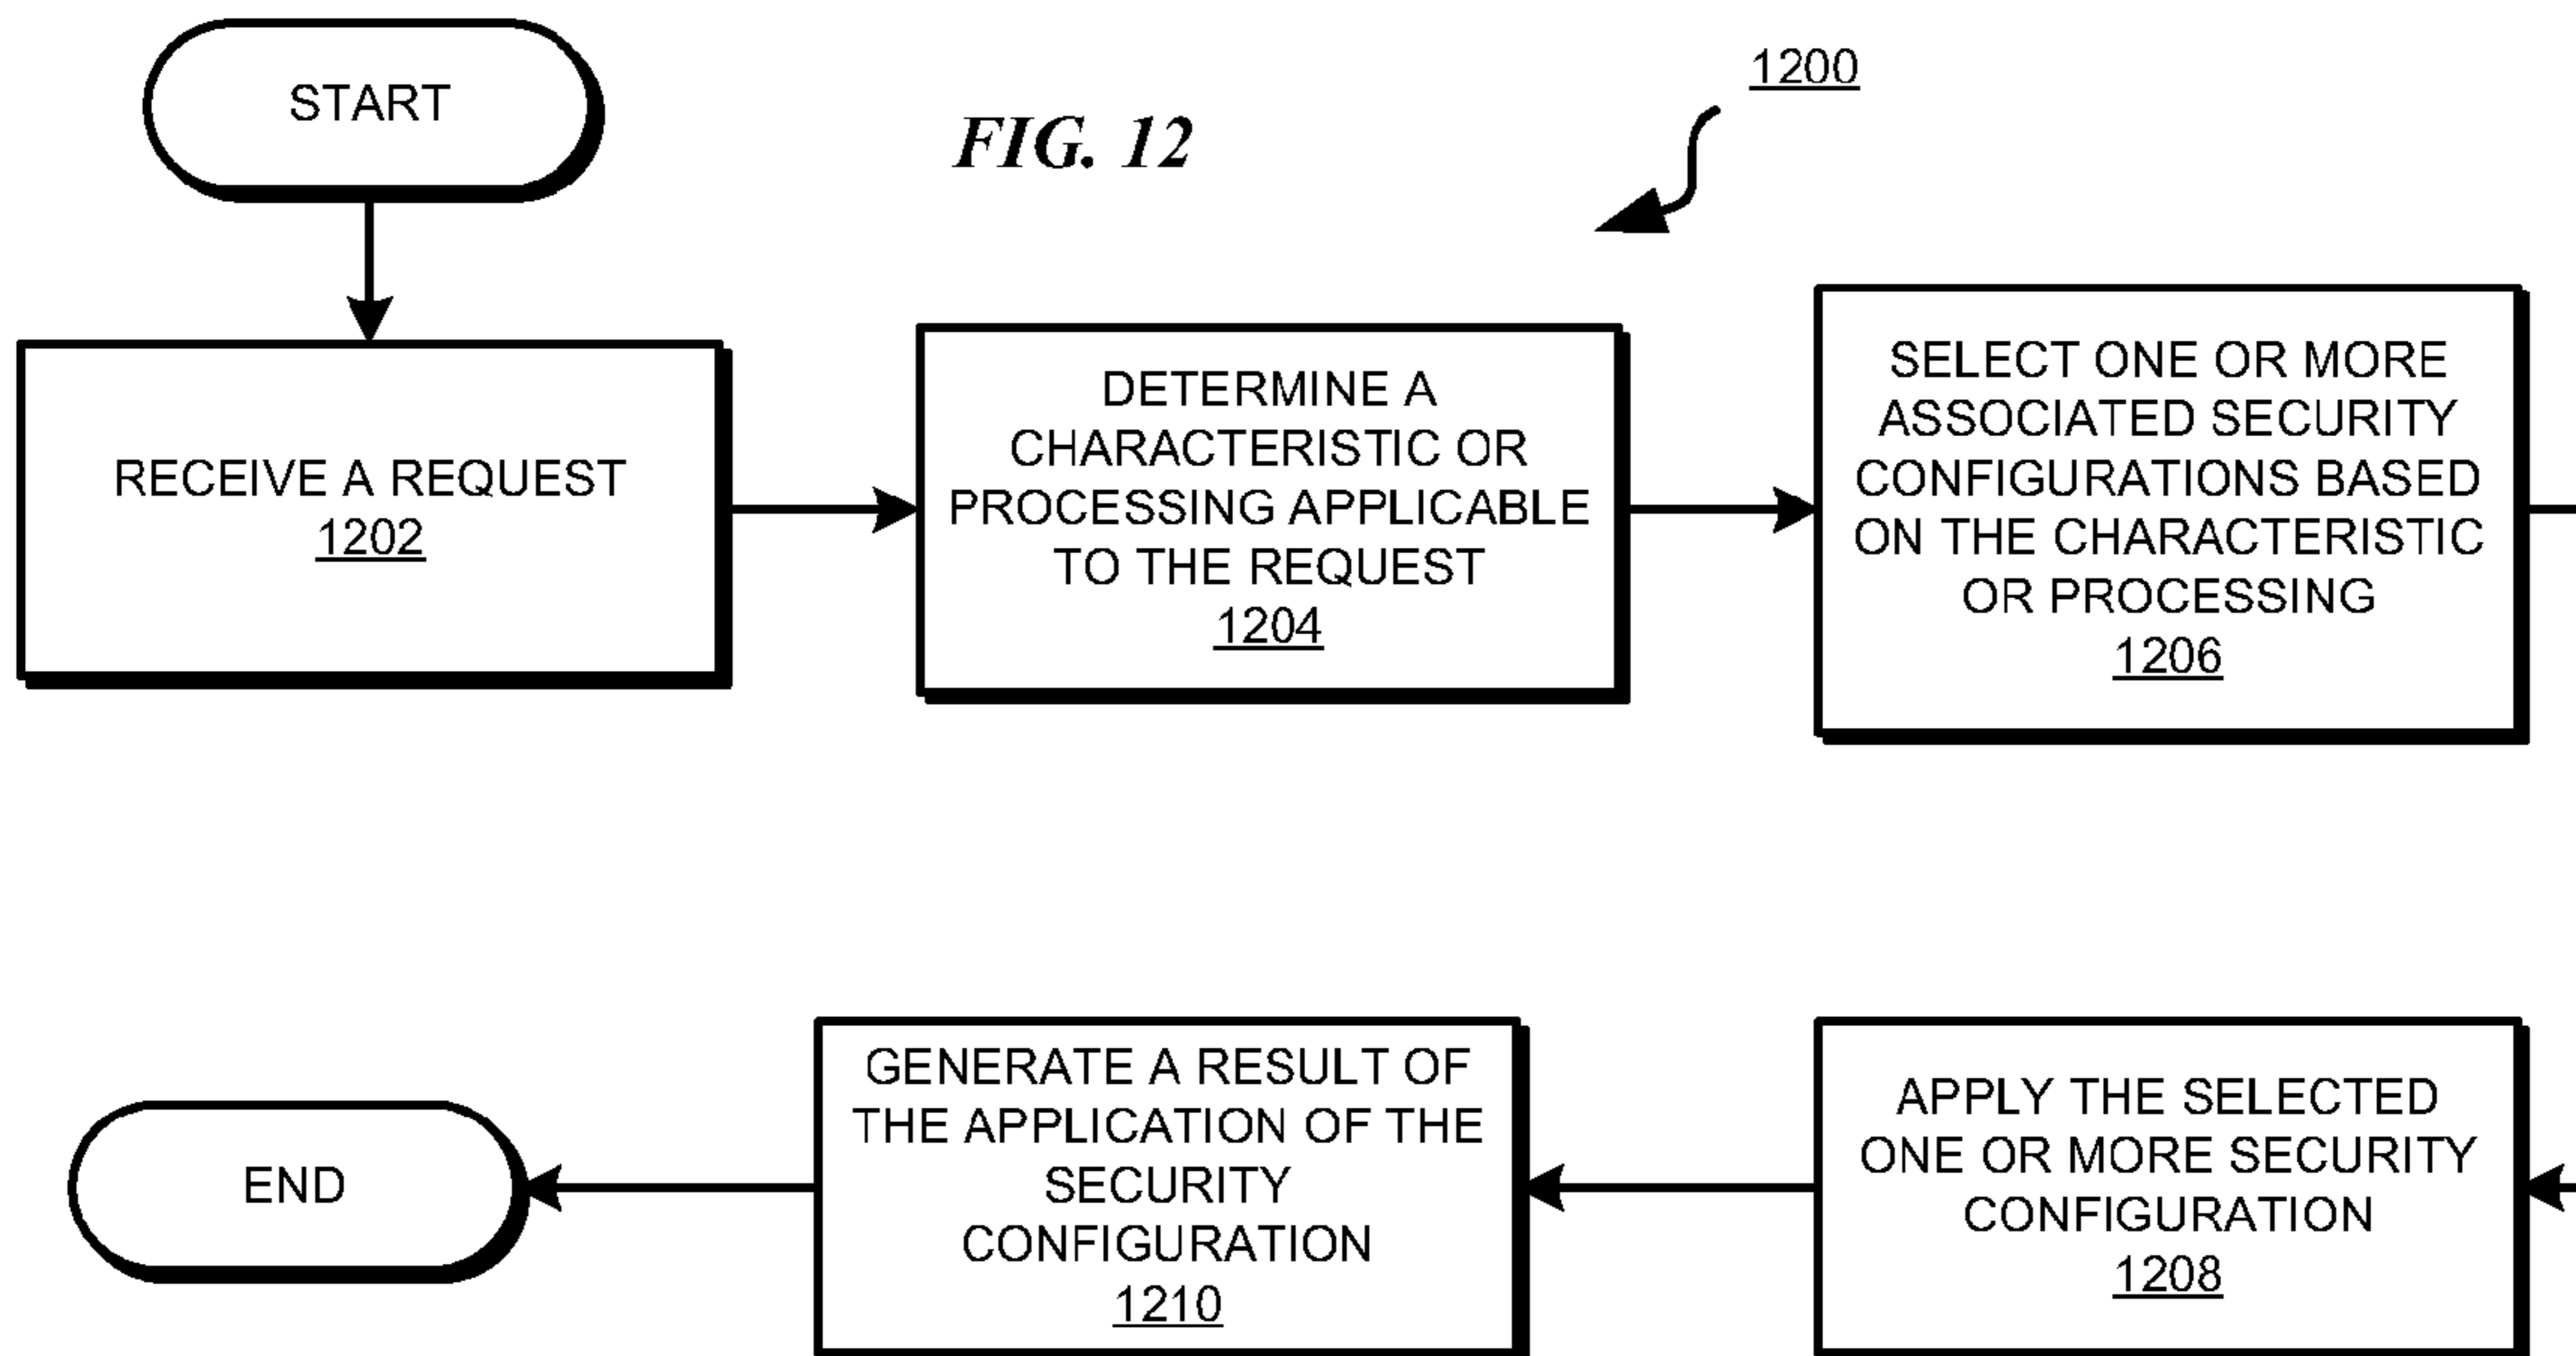 START
FIG. 12
1200
RECEIVE A REQUEST
1202
DETERMINE A
CHARACTERISTIC OR
PROCESSING APPLICABLE
TO THE REQUEST
1204
SELECT ONE OR MORE
ASSOCIATED SECURITY
CONFIGURATIONS BASED
ON THE CHARACTERISTIC
OR PROCESSING
1206
APPLY THE SELECTED
ONE OR MORE SECURITY
CONFIGURATION
1208
GENERATE A RESULT OF
THE APPLICATION OF THE
SECURITY
CONFIGURATION
1210
END